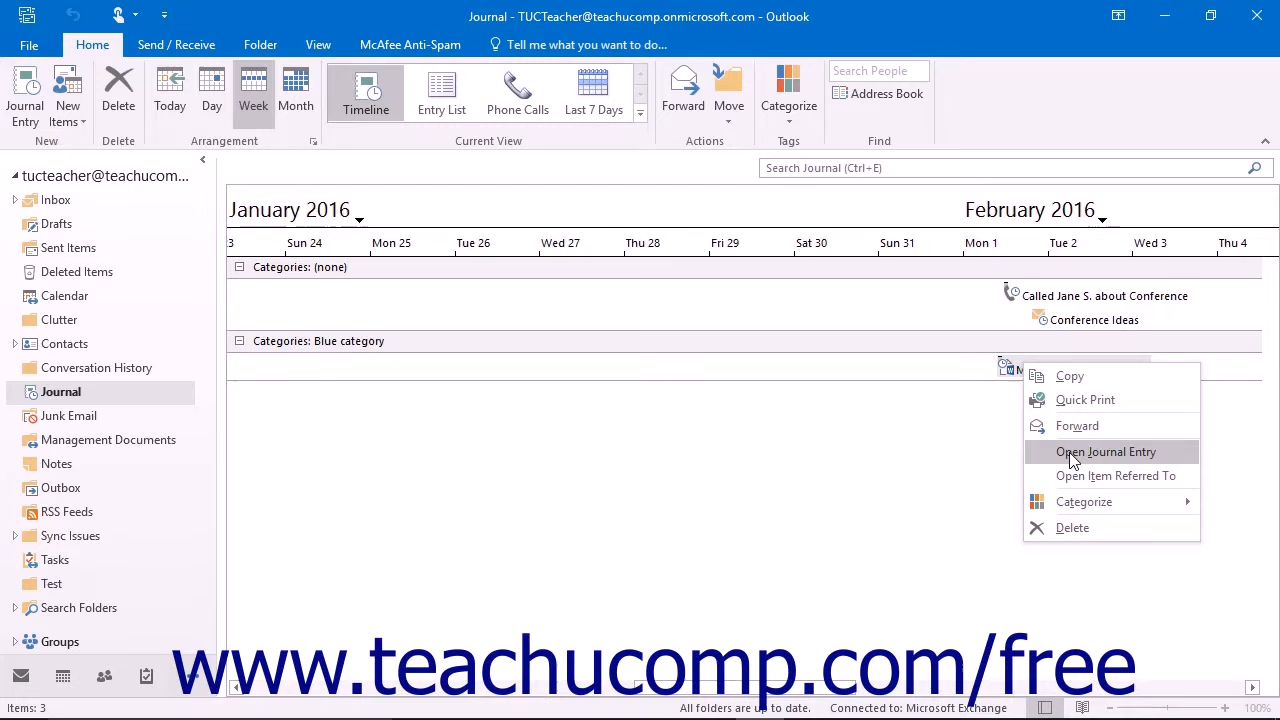 Journal - TUCTeacher@teachucomp.onmicrosoft.com - Outlook
File Home Send / Receive Folder View McAfee Anti-Spam Tell me what you want to do...
Journal Entry New Items Delete Today Day Week Month Timeline Entry List Phone Calls Last 7 Days Forward Move Categorize Search People
Address Book
New Delete Arrangement Current View Actions Tags Find
Search Journal (Ctrl+E)
tucteacher@teachucomp...
Inbox
Drafts
Sent Items
Deleted Items
Calendar
Clutter
Contacts
Conversation History
Journal
Junk Email
Management Documents
Notes
Outbox
RSS Feeds
Sync Issues
Tasks
Test
Search Folders
Groups
January 2016 February 2016
3 Sun 24 Mon 25 Tue 26 Wed 27 Thu 28 Fri 29 Sat 30 Sun 31 Mon 1 Tue 2 Wed 3 Thu 4
Categories: (none)
Called Jane S. about Conference
Conference Ideas
Categories: Blue category
Copy
Quick Print
Forward
Open Journal Entry
Open Item Referred To
Categorize
Delete
www.teachucomp.com/free
Items: 3 All folders are up to date. Connected to: Microsoft Exchange 100%